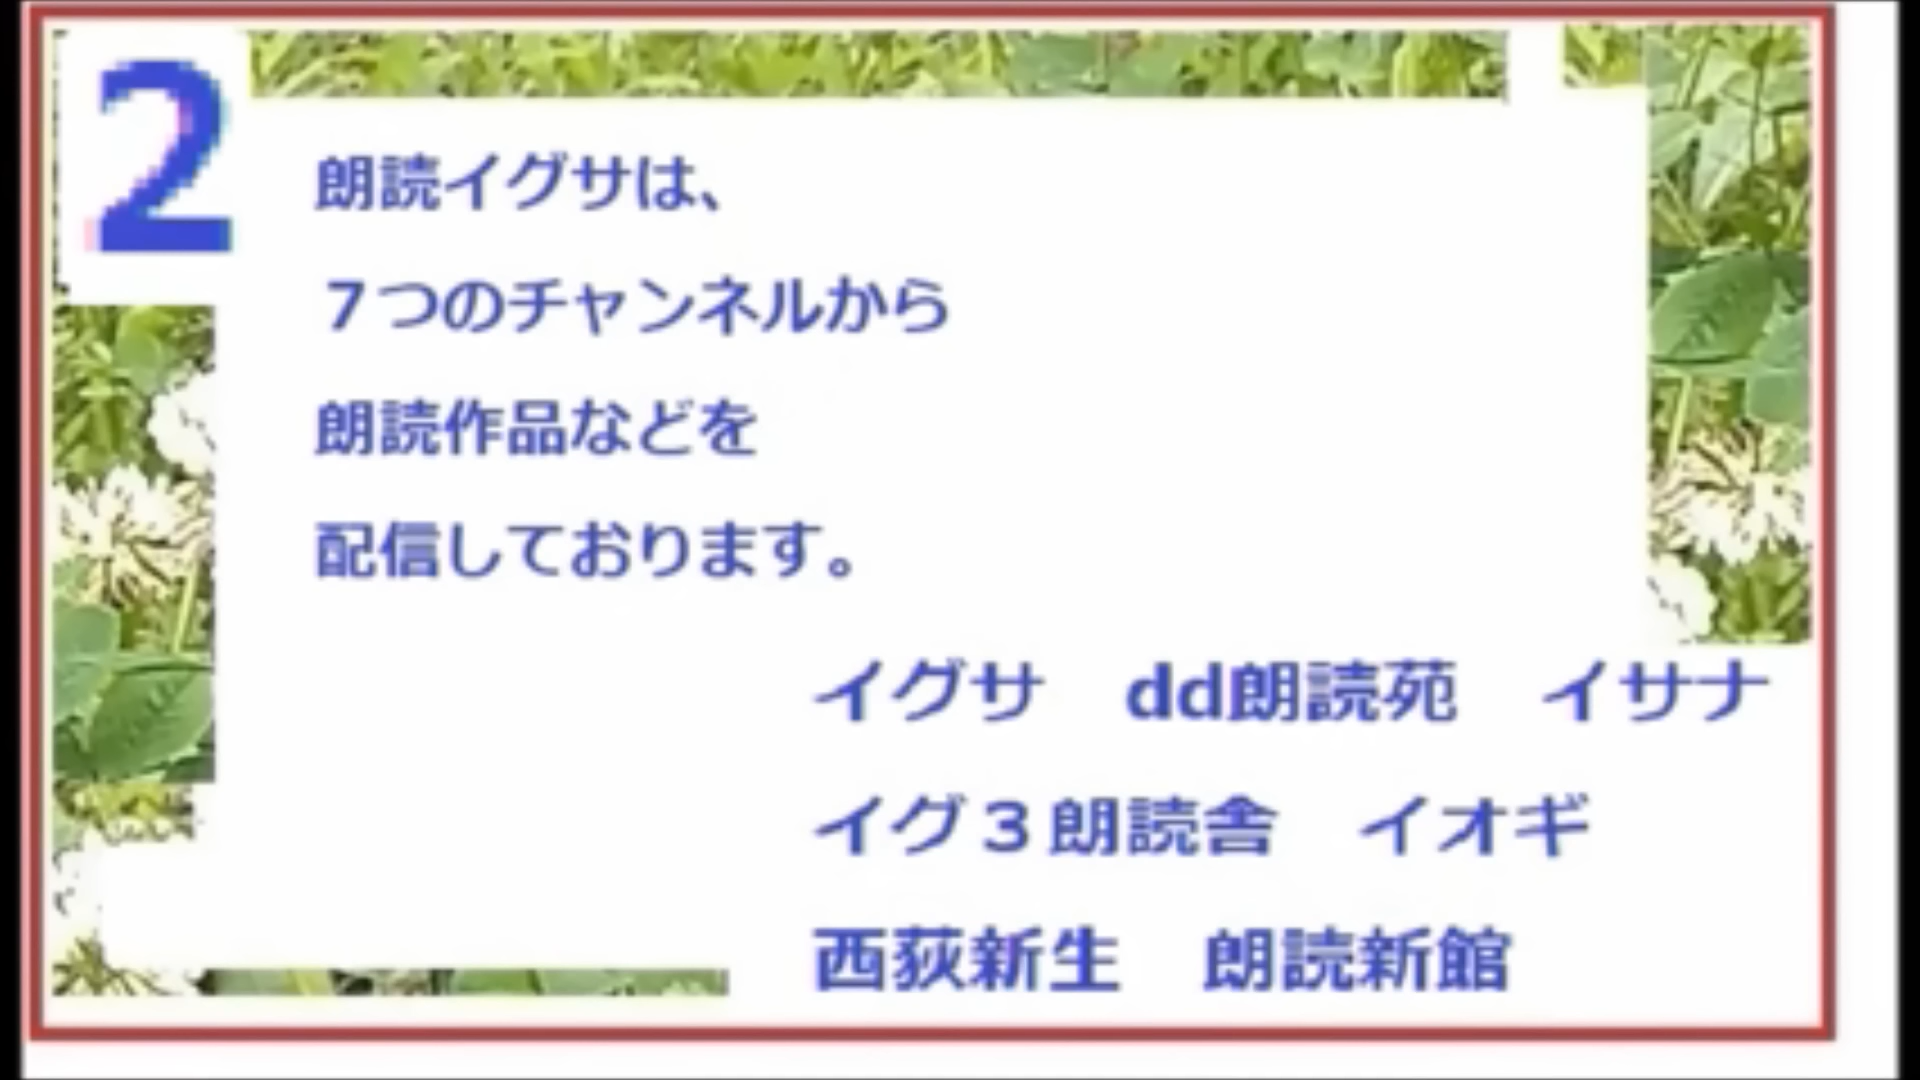 2
朗読イグサは、
７つのチャンネルから
朗読作品などを
配信しております。
イグサ　dd朗読苑　イサナ
イグ３朗読舎　イオギ
西荻新生　朗読新館